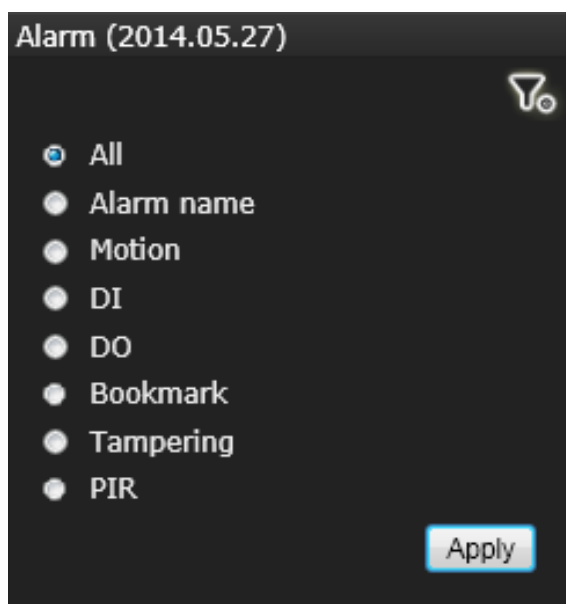 Alarm (2014.05.27)
All
Alarm name
Motion
DI
DO
Bookmark
Tampering
PIR
Apply